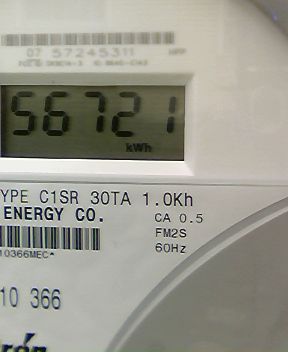 07 57245311
56721
kWh
YPE C1SR 30TA 1.0Kh
ENERGY CO.
CA 0.5
FM2S
60Hz
10366MEC*
10 366
rón